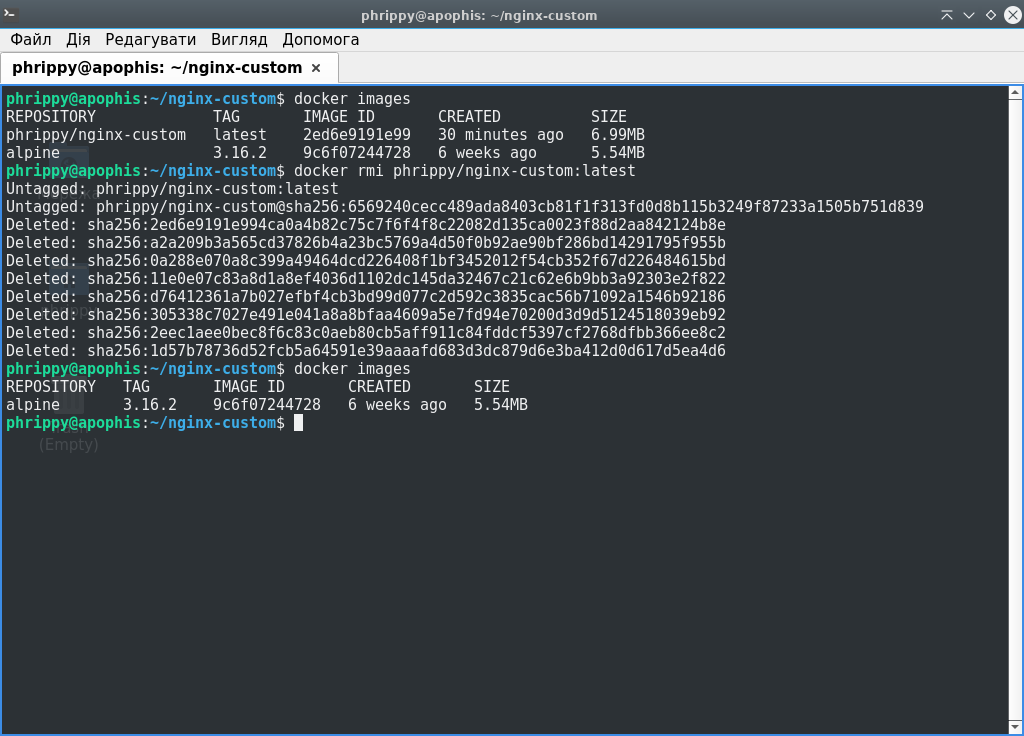 phrippy@apophis: ~/nginx-custom
Файл Дія Редагувати Вигляд Допомога
phrippy@apophis: ~/nginx-custom ×
phrippy@apophis:~/nginx-custom$ docker images
REPOSITORY             TAG       IMAGE ID       CREATED          SIZE
phrippy/nginx-custom   latest    2ed6e9191e99   30 minutes ago   6.99MB
alpine                 3.16.2    9c6f07244728   6 weeks ago      5.54MB
phrippy@apophis:~/nginx-custom$ docker rmi phrippy/nginx-custom:latest
Untagged: phrippy/nginx-custom:latest
Untagged: phrippy/nginx-custom@sha256:6569240cecc489ada8403cb81f1f313fd0d8b115b3249f87233a1505b751d839
Deleted: sha256:2ed6e9191e994ca0a4b82c75c7f6f4f8c22082d135ca0023f88d2aa842124b8e
Deleted: sha256:a2a209b3a565cd37826b4a23bc5769a4d50f0b92ae90bf286bd14291795f955b
Deleted: sha256:0a288e070a8c399a49464dcd226408f1bf3452012f54cb352f67d226484615bd
Deleted: sha256:11e0e07c83a8d1a8ef4036d1102dc145da32467c21c62e6b9bb3a92303e2f822
Deleted: sha256:d76412361a7b027efbf4cb3bd99d077c2d592c3835cac56b71092a1546b92186
Deleted: sha256:305338c7027e491e041a8a8bfaa4609a5e7fd94e70200d3d9d5124518039eb92
Deleted: sha256:2eec1aee0bec8f6c83c0aeb80cb5aff911c84fddcf5397cf2768dfbb366ee8c2
Deleted: sha256:1d57b78736d52fcb5a64591e39aaaafd683d3dc879d6e3ba412d0d617d5ea4d6
phrippy@apophis:~/nginx-custom$ docker images
REPOSITORY   TAG       IMAGE ID       CREATED       SIZE
alpine       3.16.2    9c6f07244728   6 weeks ago   5.54MB
phrippy@apophis:~/nginx-custom$
(Empty)